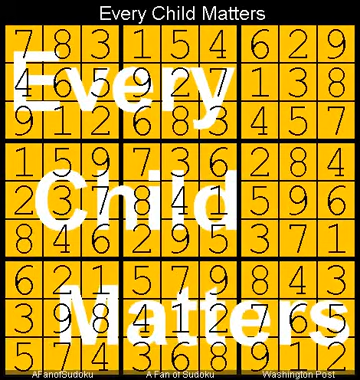 Every Child Matters
7 8 3 1 5 4 6 2 9
4 6 5 9 2 7 1 3 8
9 1 2 6 8 3 4 5 7
1 5 9 7 3 6 2 8 4
2 3 7 8 4 1 5 9 6
8 4 6 2 9 5 3 7 1
6 2 1 5 7 9 8 4 3
3 9 8 4 1 2 7 6 5
5 7 4 3 6 8 9 1 2
Every
Child
Matters
AFanofSudoku A Fan of Sudoku Washington Post